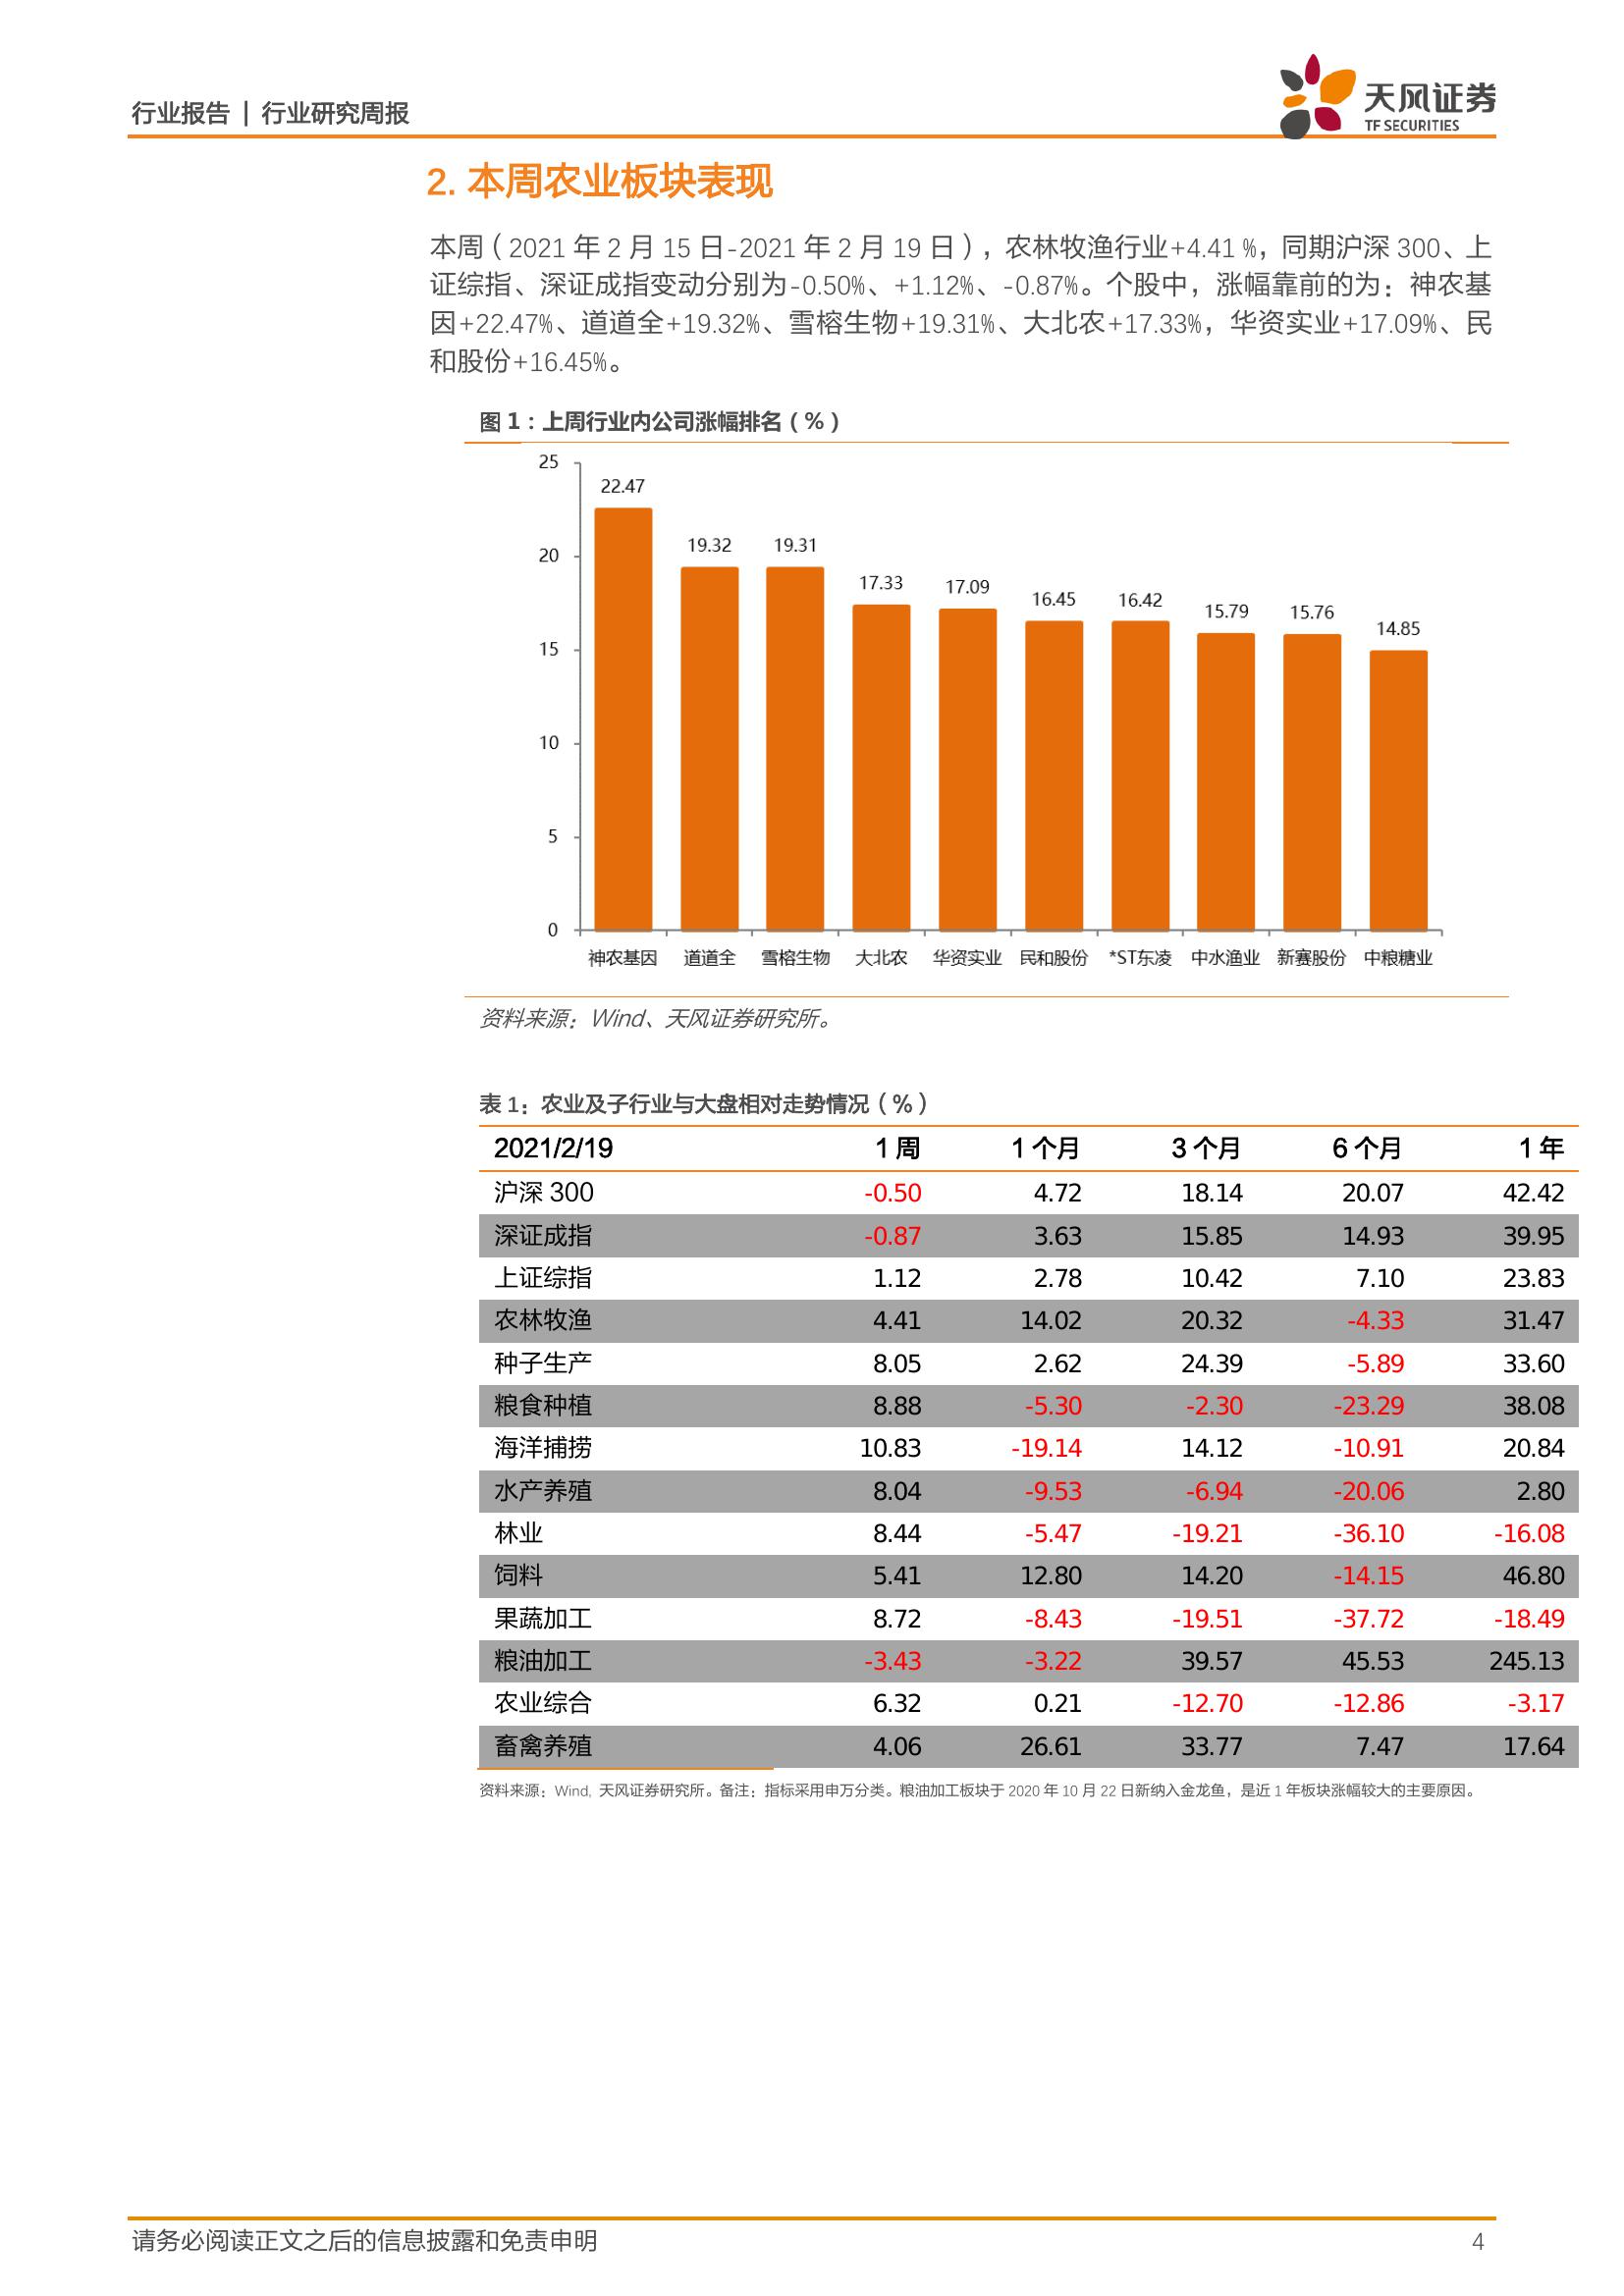 行业报告 | 行业研究周报
天风证券
TF SECURITIES
2. 本周农业板块表现
本周（2021 年 2 月 15 日-2021 年 2 月 19 日），农林牧渔行业+4.41 %，同期沪深 300、上
证综指、深证成指变动分别为-0.50%、+1.12%、-0.87%。个股中，涨幅靠前的为：神农基
因+22.47%、道道全+19.32%、雪榕生物+19.31%、大北农+17.33%，华资实业+17.09%、民
和股份+16.45%。
图 1：上周行业内公司涨幅排名（%）
25
20
15
10
5
0
22.47 19.32 19.31 17.33 17.09 16.45 16.42 15.79 15.76 14.85
神农基因 道道全 雪榕生物 大北农 华资实业 民和股份 *ST东凌 中水渔业 新赛股份 中粮糖业
资料来源：Wind、天风证券研究所。
表 1：农业及子行业与大盘相对走势情况（%）
2021/2/19 1 周 1 个月 3 个月 6 个月 1 年
沪深 300 -0.50 4.72 18.14 20.07 42.42
深证成指 -0.87 3.63 15.85 14.93 39.95
上证综指 1.12 2.78 10.42 7.10 23.83
农林牧渔 4.41 14.02 20.32 -4.33 31.47
种子生产 8.05 2.62 24.39 -5.89 33.60
粮食种植 8.88 -5.30 -2.30 -23.29 38.08
海洋捕捞 10.83 -19.14 14.12 -10.91 20.84
水产养殖 8.04 -9.53 -6.94 -20.06 2.80
林业 8.44 -5.47 -19.21 -36.10 -16.08
饲料 5.41 12.80 14.20 -14.15 46.80
果蔬加工 8.72 -8.43 -19.51 -37.72 -18.49
粮油加工 -3.43 -3.22 39.57 45.53 245.13
农业综合 6.32 0.21 -12.70 -12.86 -3.17
畜禽养殖 4.06 26.61 33.77 7.47 17.64
资料来源：Wind，天风证券研究所。备注：指标采用申万分类。粮油加工板块于 2020 年 10 月 22 日新纳入金龙鱼，是近 1 年板块涨幅较大的主要原因。
请务必阅读正文之后的信息披露和免责申明 4